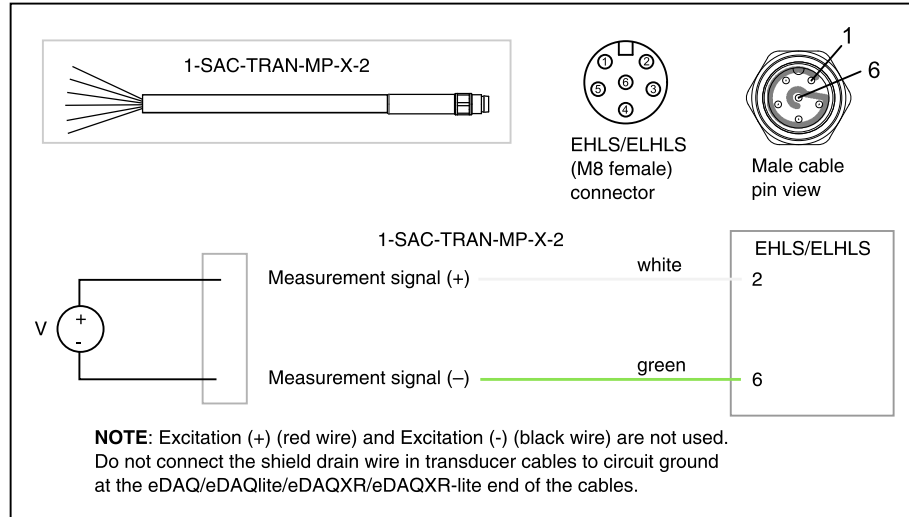 1-SAC-TRAN-MP-X-2
1
2
6
5
3
4
EHLS/ELHLS
(M8 female)
connector
1
6
Male cable
pin view
1-SAC-TRAN-MP-X-2
EHLS/ELHLS
Measurement signal (+)
white
2
V
+
-
Measurement signal (–)
green
6
NOTE: Excitation (+) (red wire) and Excitation (-) (black wire) are not used.
Do not connect the shield drain wire in transducer cables to circuit ground
at the eDAQ/eDAQlite/eDAQXR/eDAQXR-lite end of the cables.